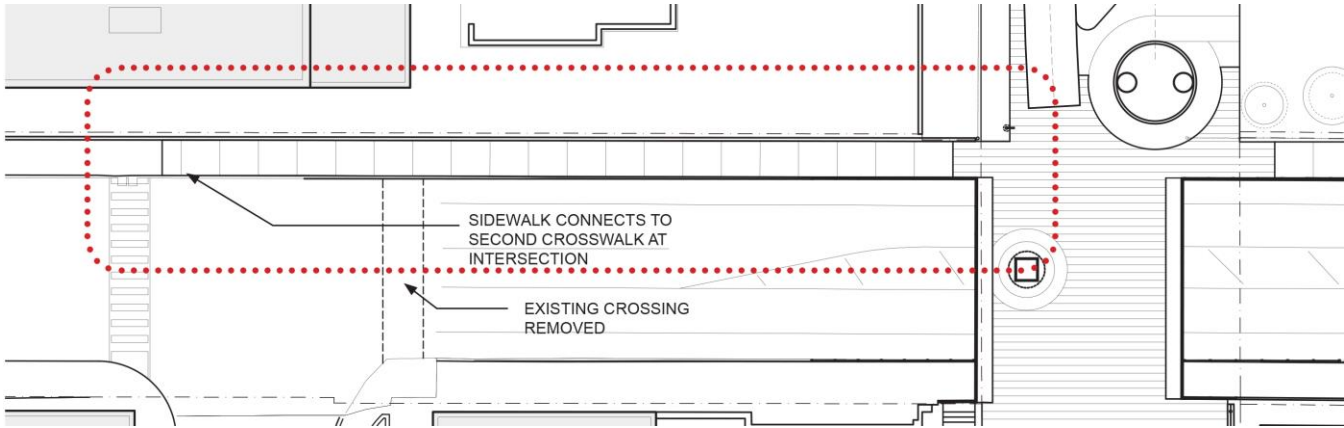 SIDEWALK CONNECTS TO
SECOND CROSSWALK AT
INTERSECTION
EXISTING CROSSING
REMOVED